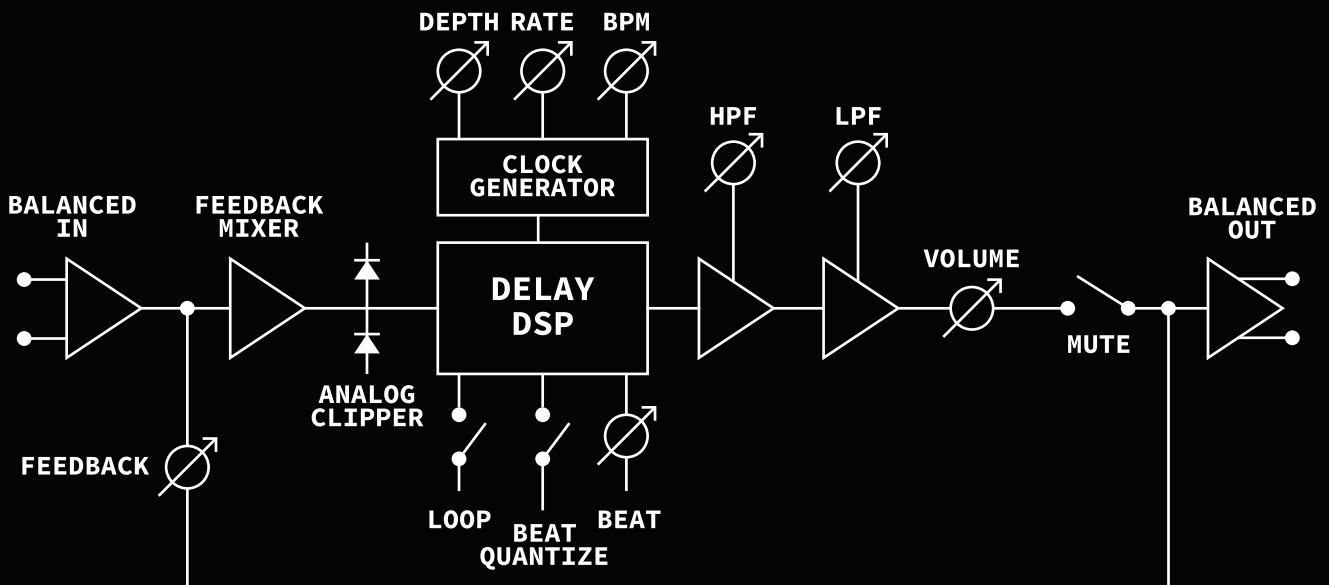 DEPTH RATE BPM
HPF
LPF
CLOCK
GENERATOR
BALANCED
IN
FEEDBACK
MIXER
BALANCED
OUT
VOLUME
DELAY
DSP
MUTE
ANALOG
CLIPPER
FEEDBACK
LOOP
BEAT
QUANTIZE
BEAT